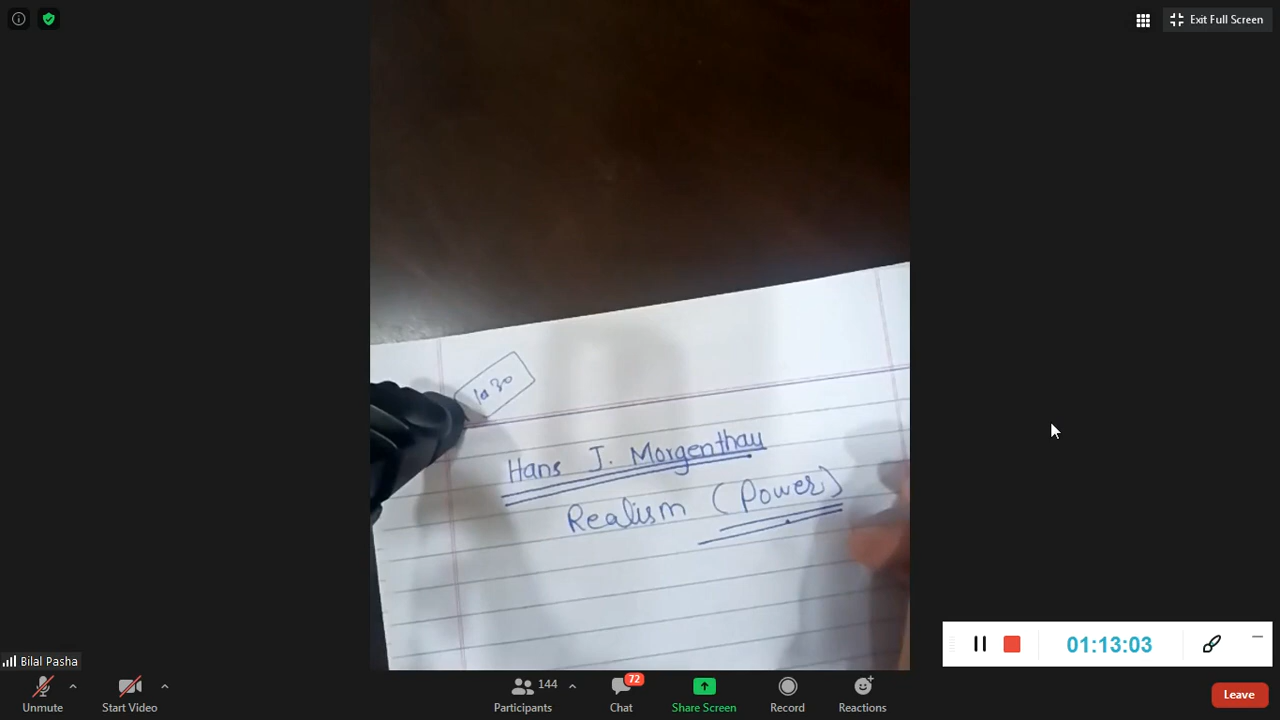 Exit Full Screen
Hans J. Morgenthau
Realism (Power)
01:13:03
Bilal Pasha
144
72
Unmute
Start Video
Participants
Chat
Share Screen
Record
Reactions
Leave